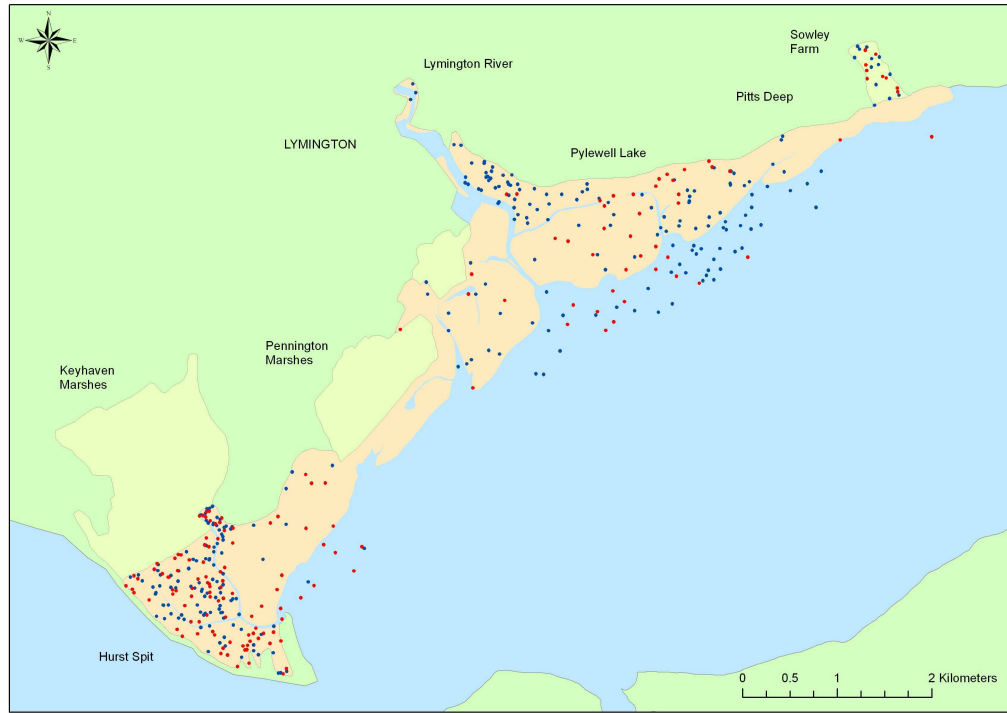 N
W E
S
Sowley
Farm
Lymington River
Pitts Deep
LYMINGTON
Pylewell Lake
Pennington
Marshes
Keyhaven
Marshes
Hurst Spit
0 0.5 1 2 Kilometers